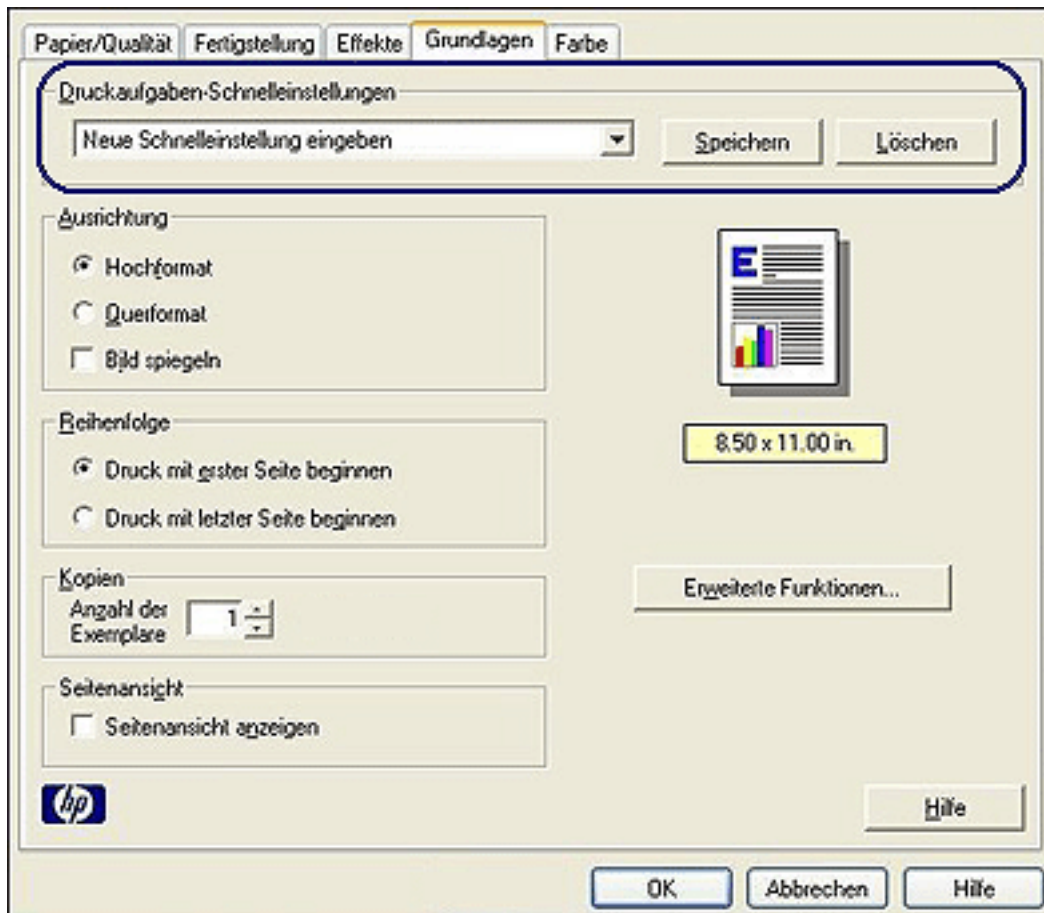 Papier/Qualität Fertigstellung Effekte Grundlagen Farbe
Druckaufgaben-Schnelleinstellungen
Neue Schnelleinstellung eingeben Speichern Löschen
Ausrichtung
Hochformat
Querformat
Bild spiegeln
E
8.50 x 11.00 in.
Reihenfolge
Druck mit erster Seite beginnen
Druck mit letzter Seite beginnen
Kopien
Anzahl der
Exemplare
1
Erweiterte Funktionen...
Seitenansicht
Seitenansicht anzeigen
hp
Hilfe
OK Abbrechen Hilfe